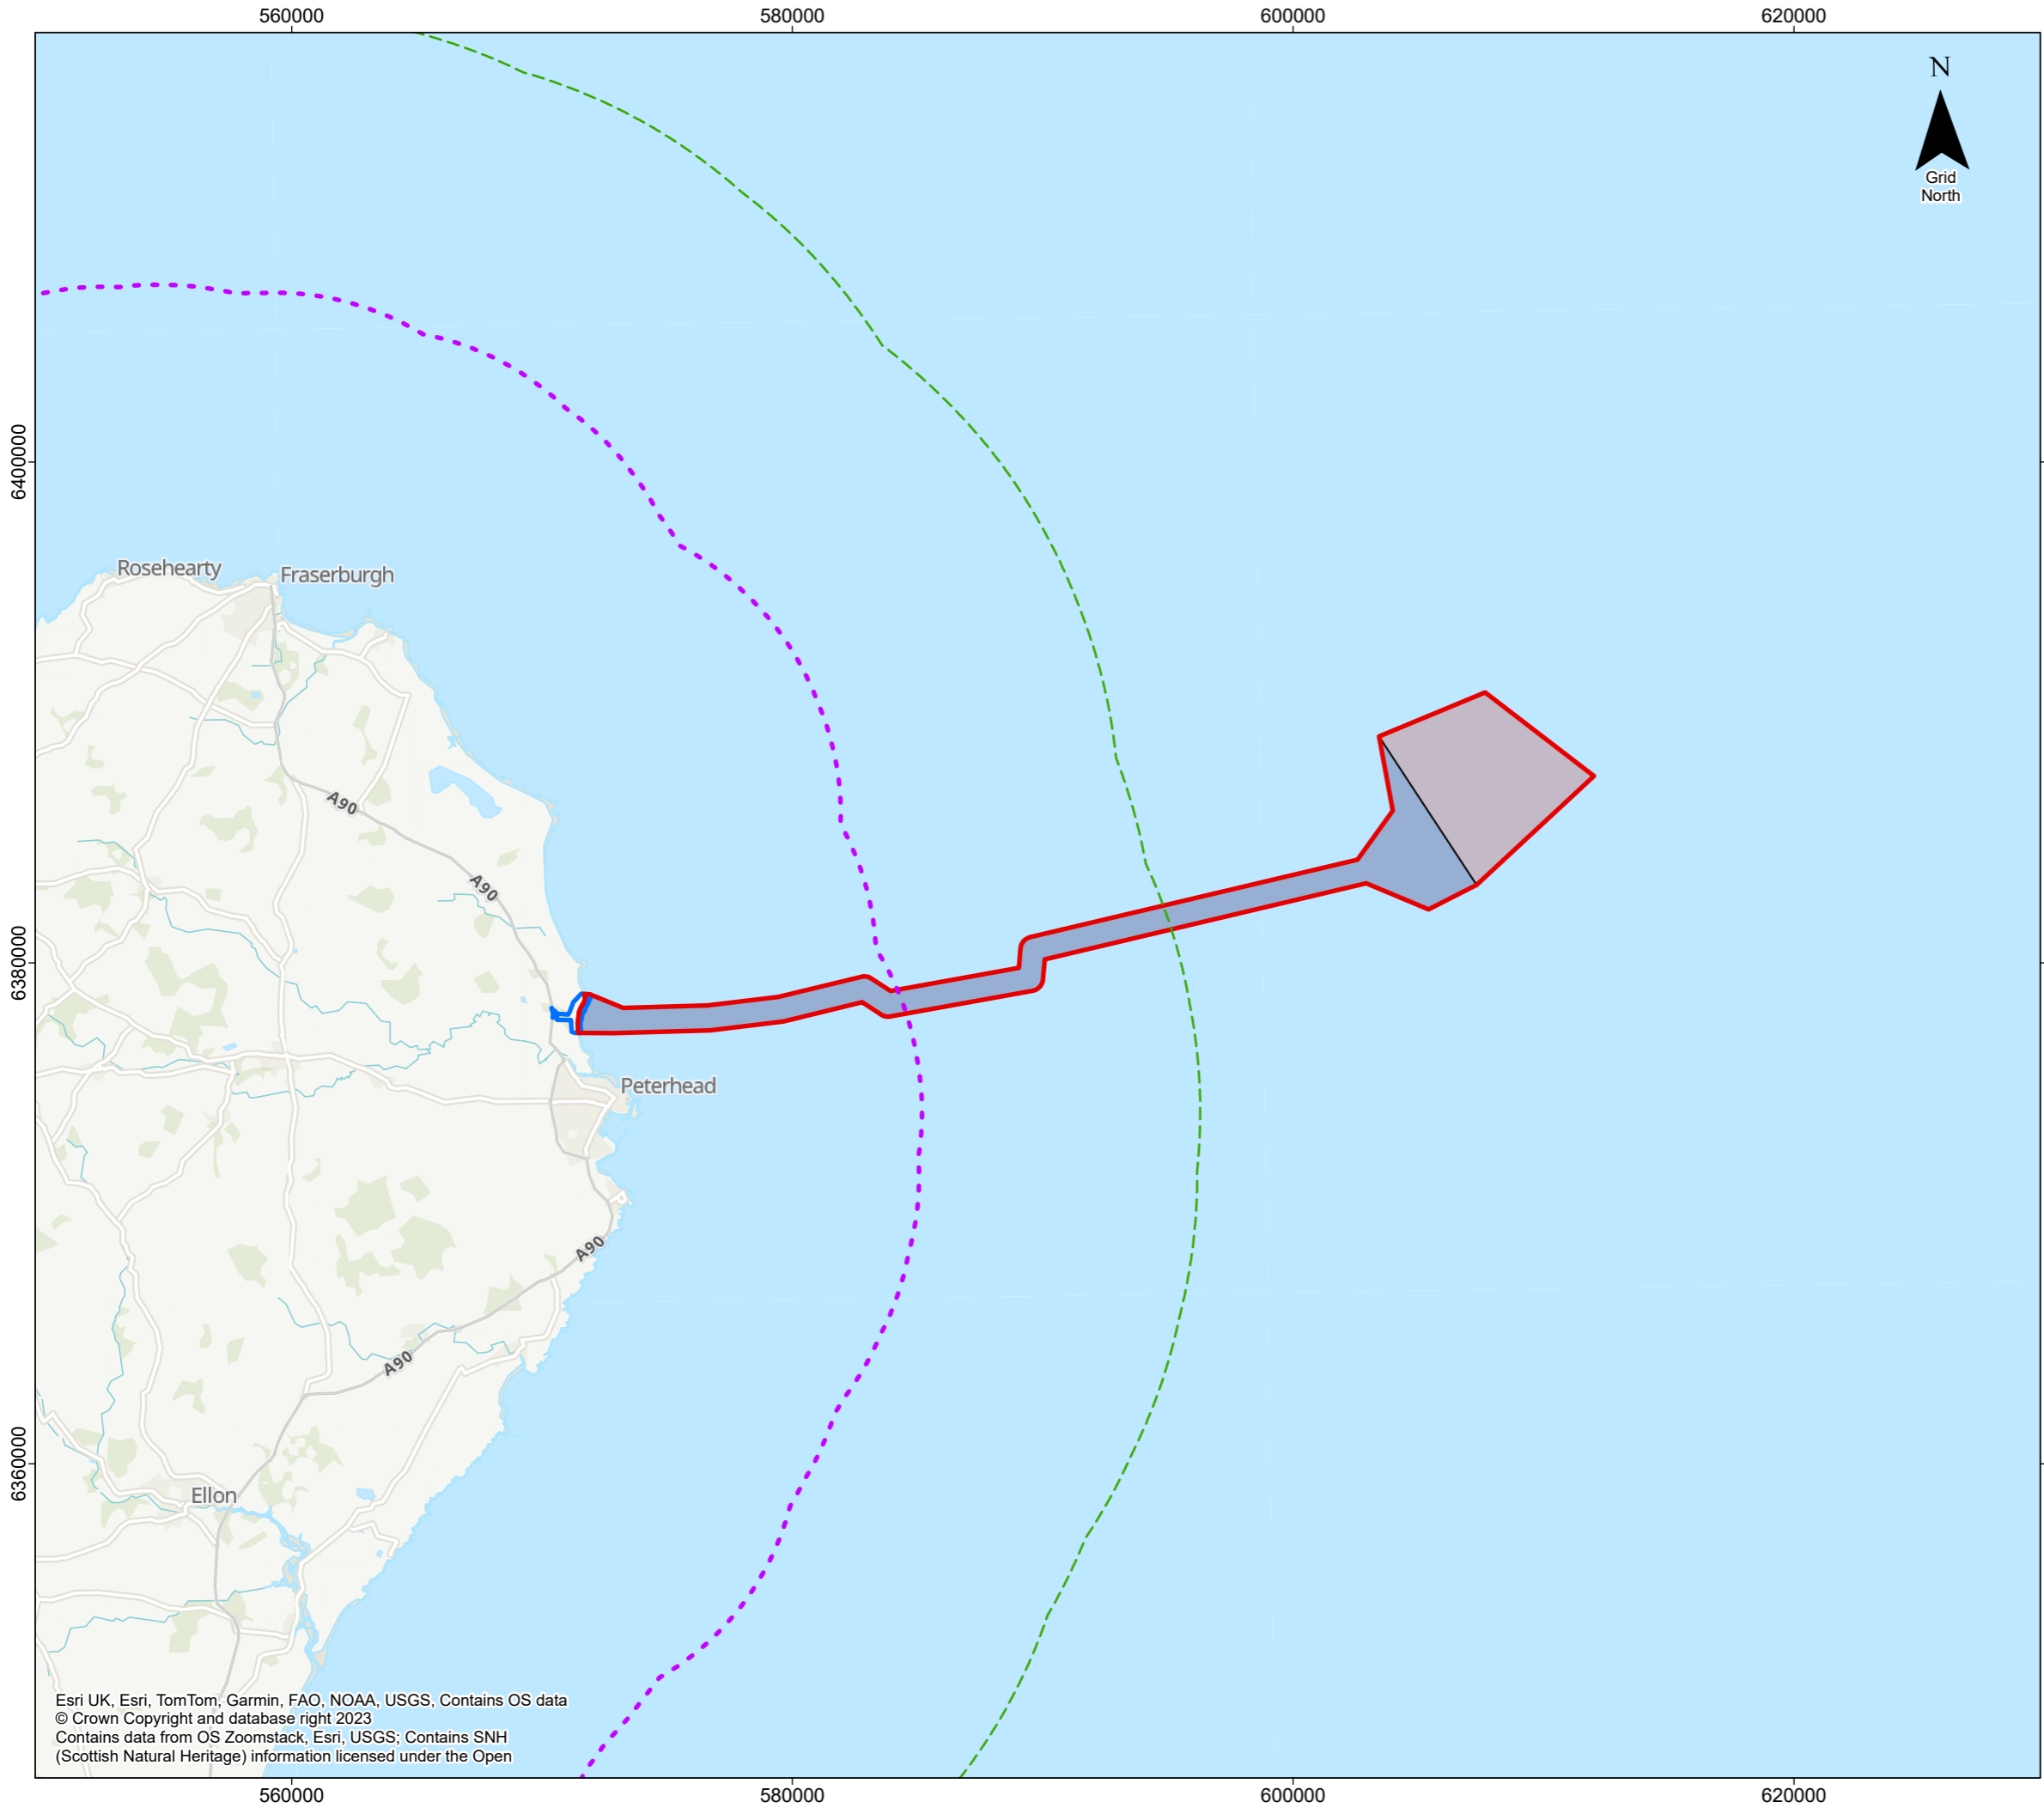 560000
580000
600000
620000
N
Grid
North
6400000
Rosehearty
Fraserburgh
A90
A90
6380000
Peterhead
A90
A90
6360000
Ellon
Esri UK, Esri, TomTom, Garmin, FAO, NOAA, USGS, Contains OS data
© Crown Copyright and database right 2023
Contains data from OS Zoomstack, Esri, USGS; Contains SNH
(Scottish Natural Heritage) information licensed under the Open
560000
580000
600000
620000